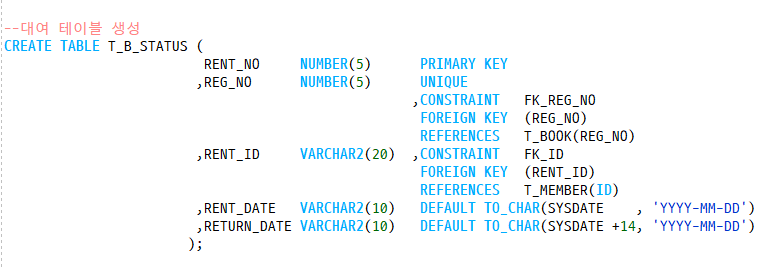 --대여 테이블 생성
CREATE TABLE T_B_STATUS (
RENT_NO NUMBER(5) PRIMARY KEY
,REG_NO NUMBER(5) UNIQUE
,CONSTRAINT FK_REG_NO
FOREIGN KEY (REG_NO)
REFERENCES T_BOOK(REG_NO)
,RENT_ID VARCHAR2(20) ,CONSTRAINT FK_ID
FOREIGN KEY (RENT_ID)
REFERENCES T_MEMBER(ID)
,RENT_DATE VARCHAR2(10) DEFAULT TO_CHAR(SYSDATE , 'YYYY-MM-DD')
,RETURN_DATE VARCHAR2(10) DEFAULT TO_CHAR(SYSDATE +14, 'YYYY-MM-DD')
);